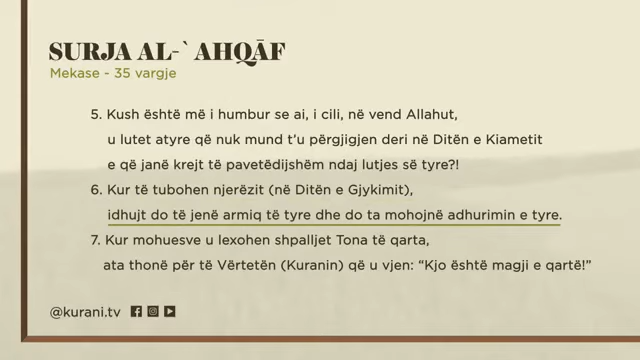 SURJA AL-`AHQĀF
Mekase - 35 vargje
5. Kush është më i humbur se ai, i cili, në vend Allahut,
u lutet atyre që nuk mund t’u përgjigjen deri në Ditën e Kiametit
e që janë krejt të pavetëdijshëm ndaj lutjes së tyre?!
6. Kur të tubohen njerëzit (në Ditën e Gjykimit),
idhujt do të jenë armiq të tyre dhe do ta mohojnë adhurimin e tyre.
7. Kur mohuesve u lexohen shpalljet Tona të qarta,
ata thonë për të Vërtetën (Kuranin) që u vjen: “Kjo është magji e qartë!”
@kurani.tv